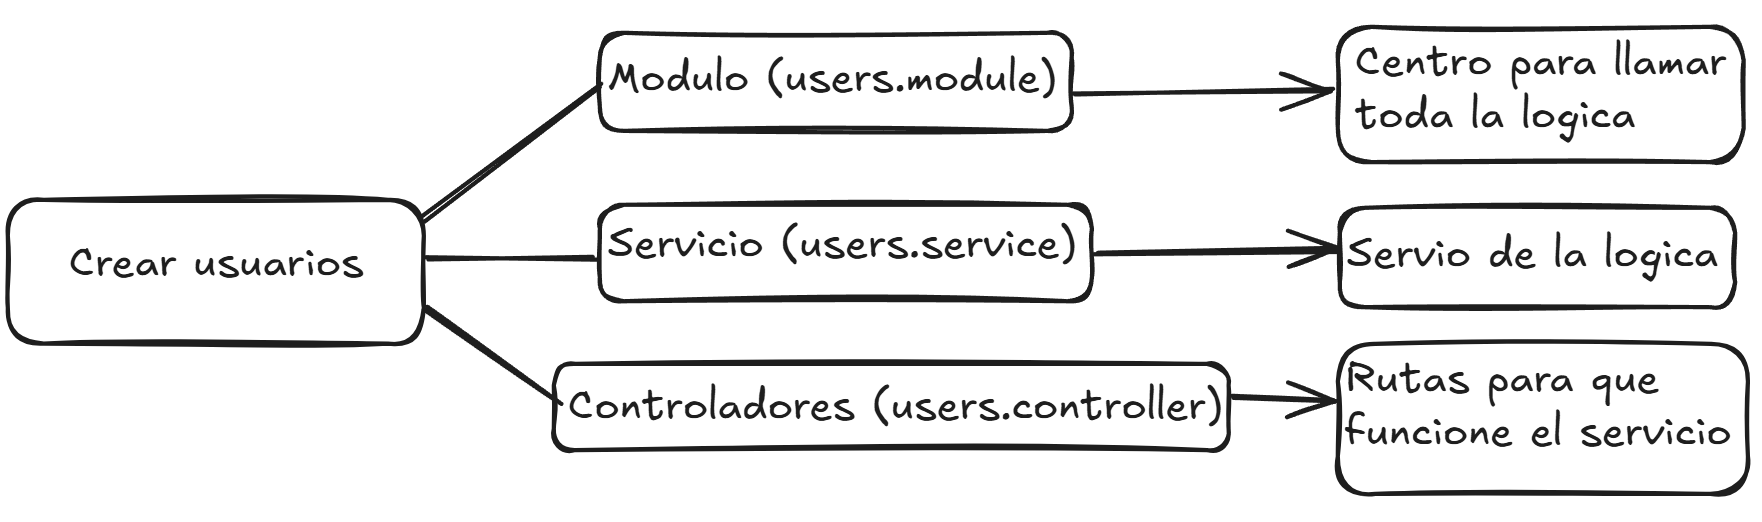 Crear usuarios
Modulo (users.module)
Centro para llamar
toda la logica
Servicio (users.service)
Servio de la logica
Controladores (users.controller)
Rutas para que
funcione el servicio